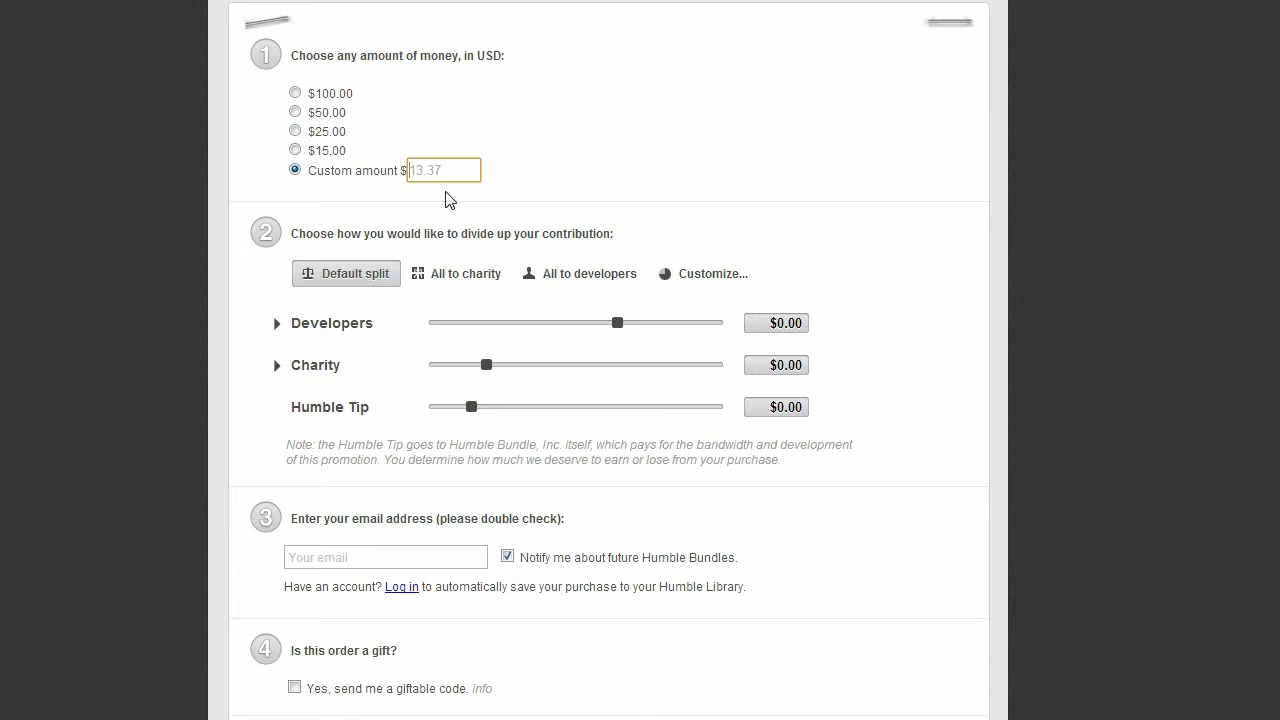 1 Choose any amount of money, in USD:
$100.00
$50.00
$25.00
$15.00
Custom amount $ 13.37
2 Choose how you would like to divide up your contribution:
Default split All to charity All to developers Customize...
Developers $0.00
Charity $0.00
Humble Tip $0.00
Note: the Humble Tip goes to Humble Bundle, Inc. itself, which pays for the bandwidth and development
of this promotion. You determine how much we deserve to earn or lose from your purchase.
3 Enter your email address (please double check):
Your email Notify me about future Humble Bundles.
Have an account? Log in to automatically save your purchase to your Humble Library.
4 Is this order a gift?
Yes, send me a giftable code. info